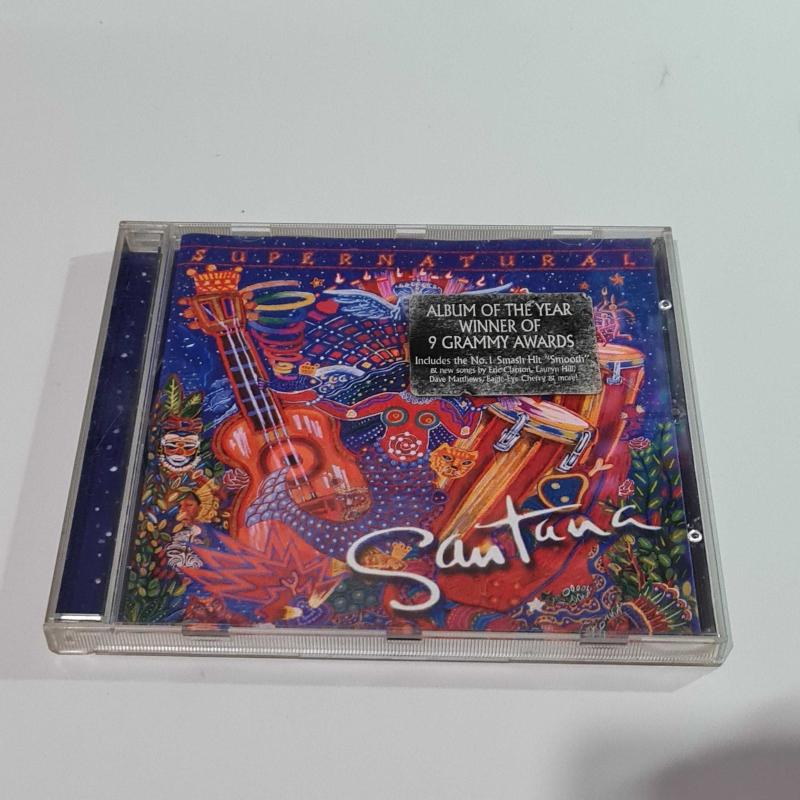 SUPERNATURAL
ALBUM OF THE YEAR
WINNER OF
9 GRAMMY AWARDS
Includes the No. 1 Smash Hit "Smooth"
& new songs by Eric Clapton, Lauryn Hill,
Dave Matthews, Eagle-Eye Cherry & more!
Santana